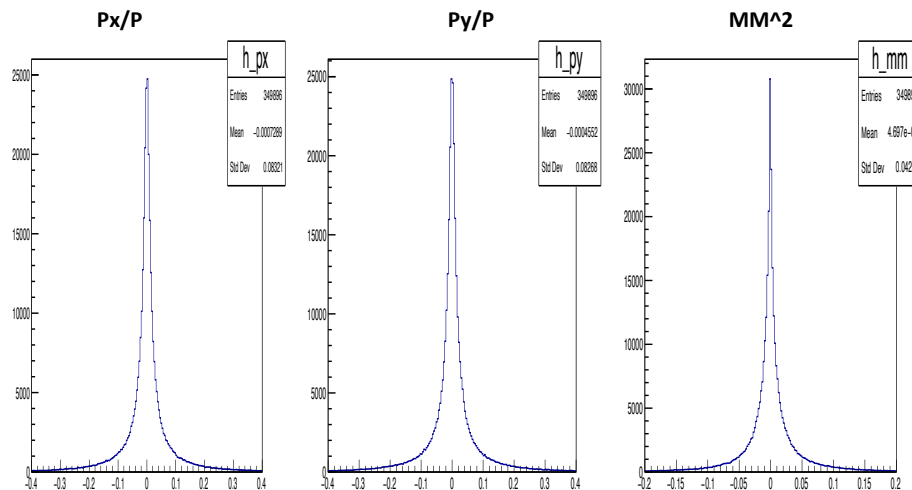 Px/P
Py/P
MM^2
h_px
Entries 349896
Mean -0.0007289
Std Dev 0.08321
25000
20000
15000
10000
5000
0
-0.4 -0.3 -0.2 -0.1 0 0.1 0.2 0.3 0.4
h_py
Entries 349896
Mean -0.0004552
Std Dev 0.08268
25000
20000
15000
10000
5000
0
-0.4 -0.3 -0.2 -0.1 0 0.1 0.2 0.3 0.4
h_mm
Entries
Mean
Std Dev
30000
25000
20000
15000
10000
5000
0
-0.2 -0.15 -0.1 -0.05 0 0.05 0.1 0.15 0.2